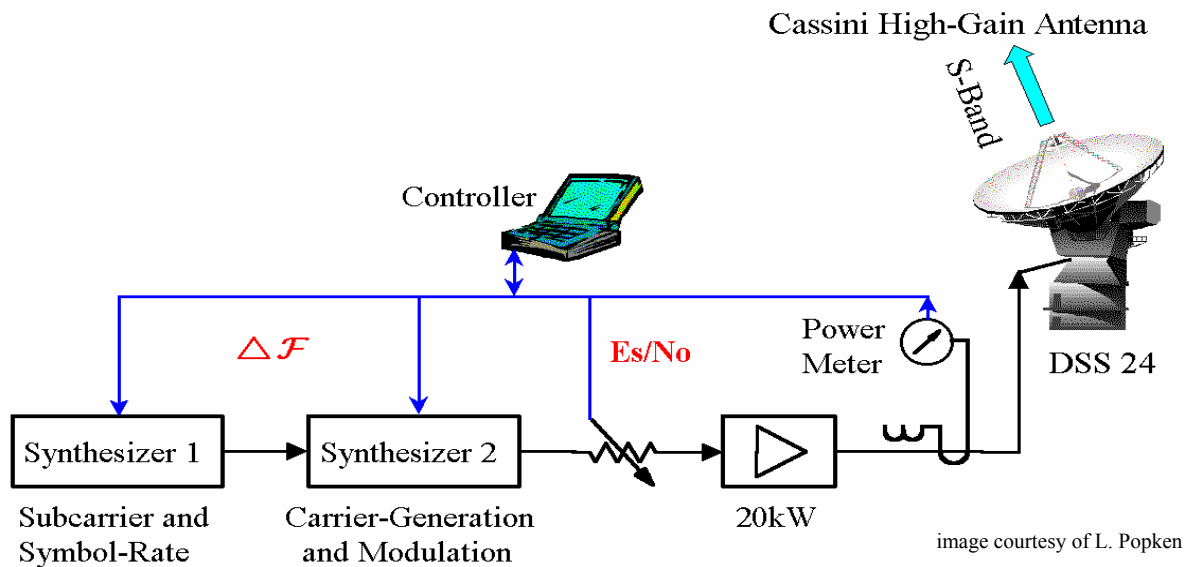 Cassini High-Gain Antenna
S-Band
Controller
△ℱ
Es/No
Power
Meter
DSS 24
Synthesizer 1
Synthesizer 2
Subcarrier and
Symbol-Rate
Carrier-Generation
and Modulation
20kW
image courtesy of L. Popken